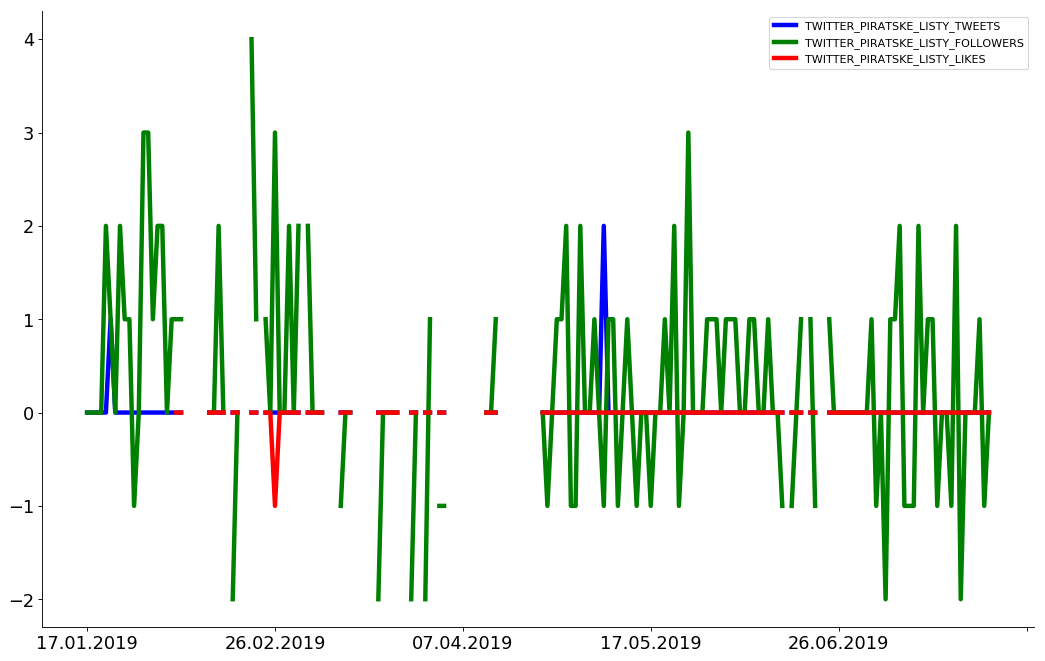 TWITTER_PIRATSKE_LISTY_TWEETS
TWITTER_PIRATSKE_LISTY_FOLLOWERS
TWITTER_PIRATSKE_LISTY_LIKES
4
3
2
1
0
−1
−2
17.01.2019 26.02.2019 07.04.2019 17.05.2019 26.06.2019